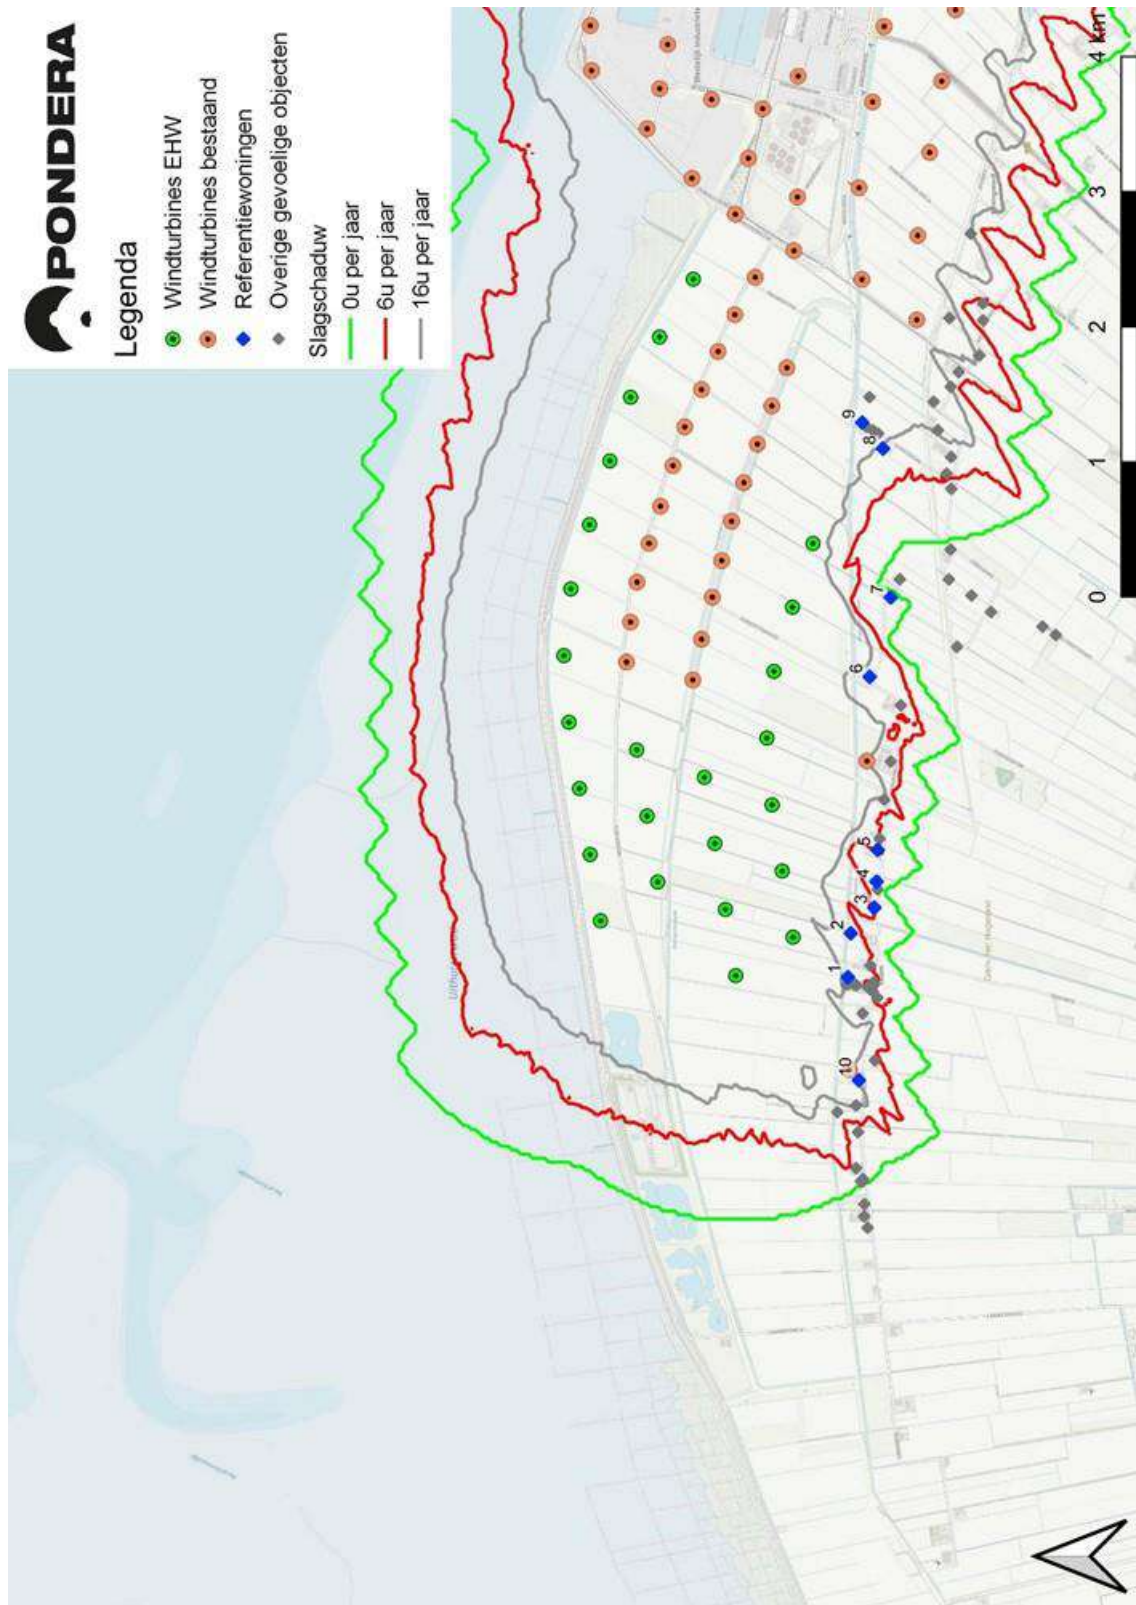 PONDERA
Legenda
Windturbines EHW
Windturbines bestaand
Referentiewoningen
Overige gevoelige objecten
Slagschaduw
0u per jaar
6u per jaar
16u per jaar
10
1
2
3
4
5
6
7
8
9
0
1
2
3
4 km